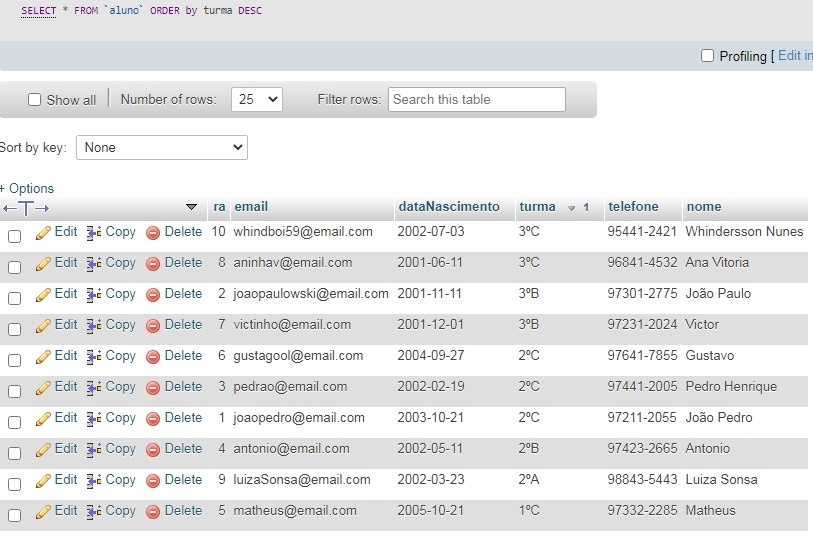 SELECT * FROM `aluno` ORDER by turma DESC
Profiling [ Edit in
Show all Number of rows: 25 Filter rows: Search this table
Sort by key: None
+ Options
←T→ ra email dataNascimento turma 1 telefone nome
Edit Copy Delete 10 whindboi59@email.com 2002-07-03 3ºC 95441-2421 Whindersson Nunes
Edit Copy Delete 8 aninhav@email.com 2001-06-11 3ºC 96841-4532 Ana Vitoria
Edit Copy Delete 2 joaopaulowski@email.com 2001-11-11 3ºB 97301-2775 João Paulo
Edit Copy Delete 7 victinho@email.com 2001-12-01 3ºB 97231-2024 Victor
Edit Copy Delete 6 gustagool@email.com 2004-09-27 2ºC 97641-7855 Gustavo
Edit Copy Delete 3 pedrao@email.com 2002-02-19 2ºC 97441-2005 Pedro Henrique
Edit Copy Delete 1 joaopedro@email.com 2003-10-21 2ºC 97211-2055 João Pedro
Edit Copy Delete 4 antonio@email.com 2002-05-11 2ºB 97423-2665 Antonio
Edit Copy Delete 9 luizaSonsa@email.com 2002-03-23 2ºA 98843-5443 Luiza Sonsa
Edit Copy Delete 5 matheus@email.com 2005-10-21 1ºC 97332-2285 Matheus